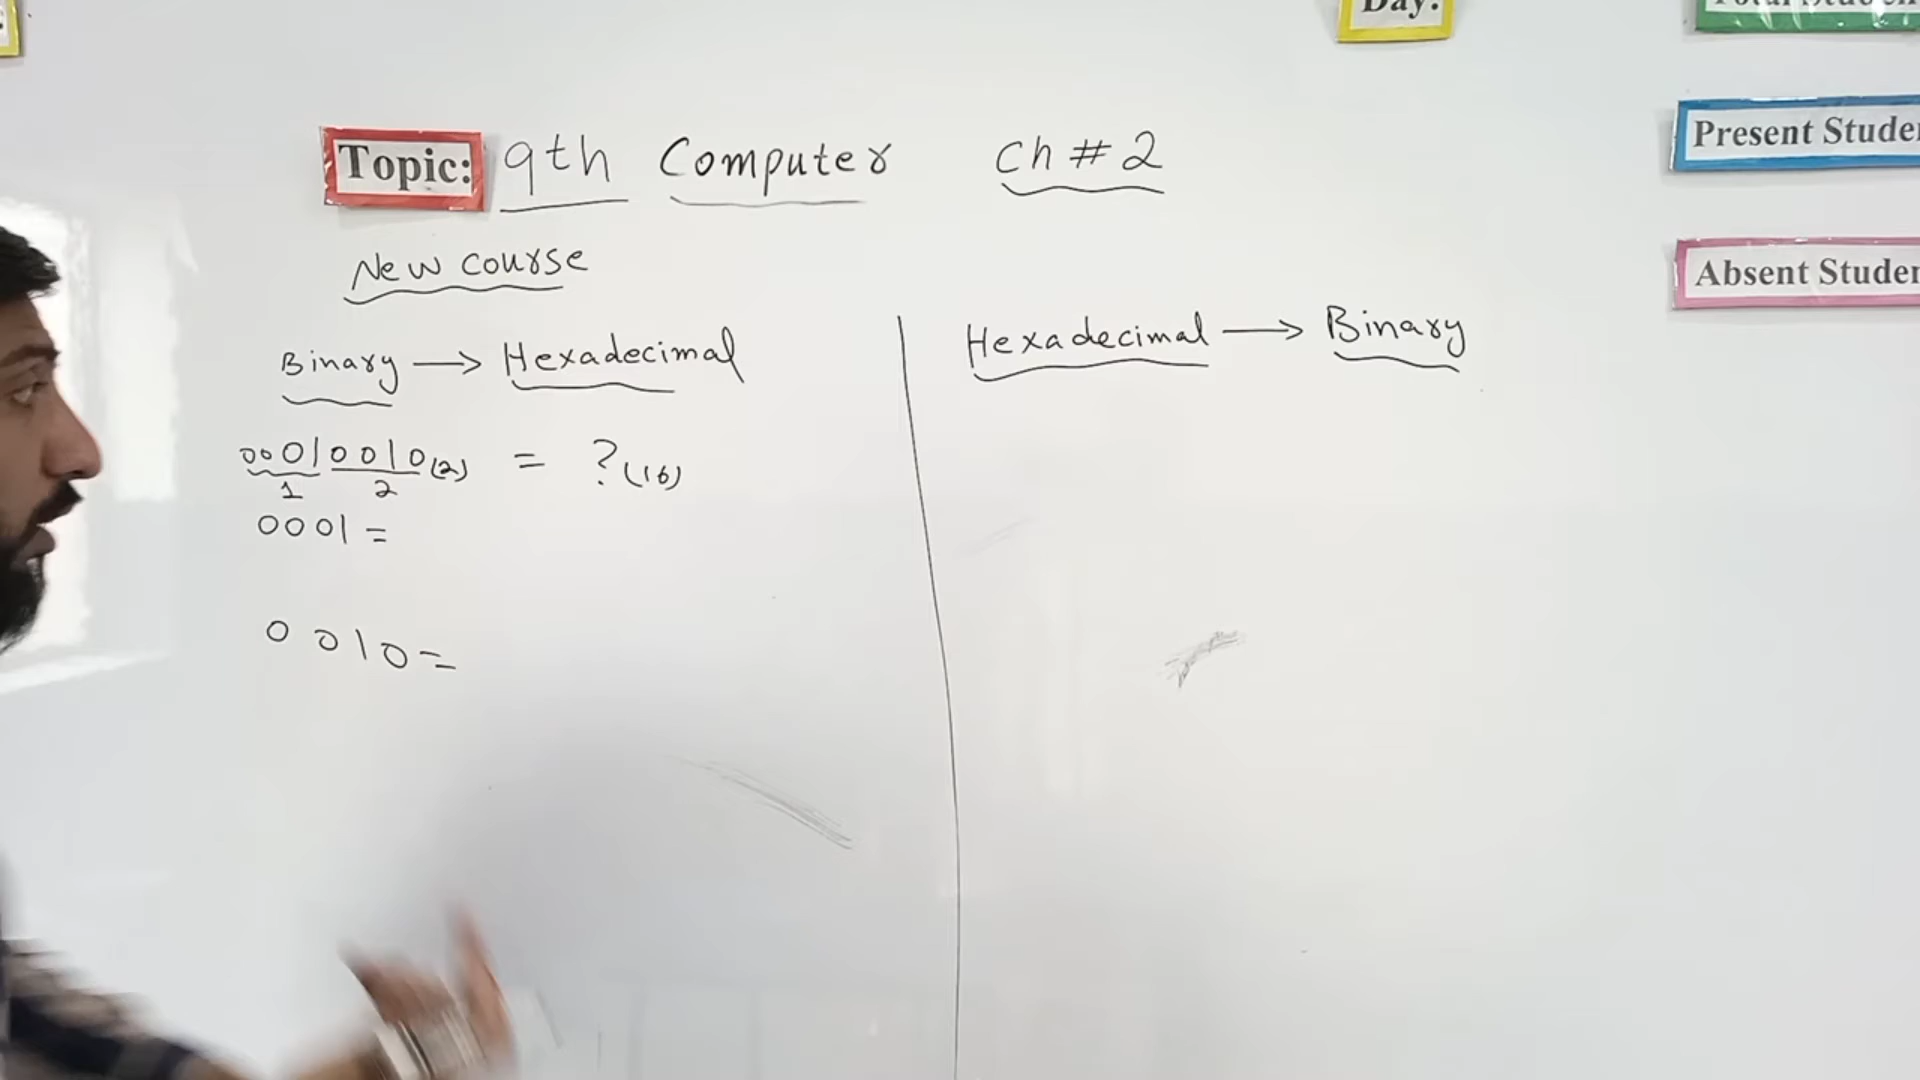 Day:
Topic: 9th Computer Ch # 2
Present Stude
Absent Studen
New course
Binary → Hexadecimal
00010010(2) = ?(16)
1 2
0001 =
0010 =
Hexadecimal → Binary